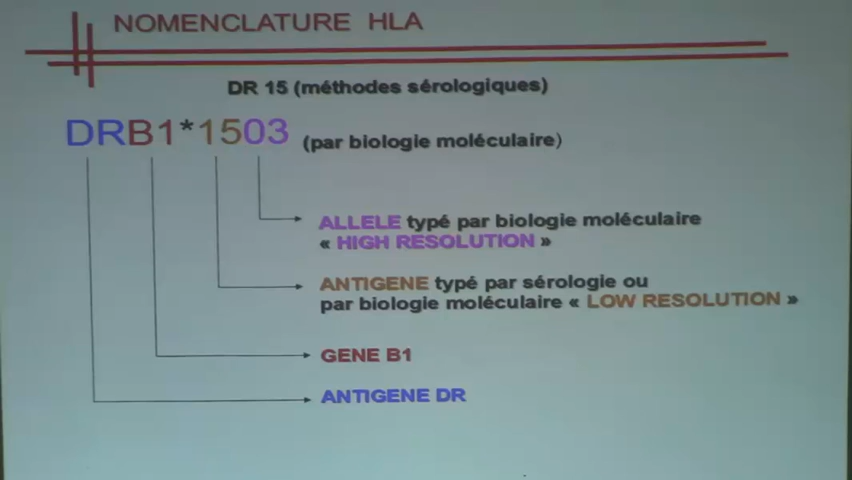 NOMENCLATURE HLA
DR 15 (méthodes sérologiques)
DRB1*1503 (par biologie moléculaire)
ALLELE typé par biologie moléculaire
« HIGH RESOLUTION »
ANTIGENE typé par sérologie ou
par biologie moléculaire « LOW RESOLUTION »
GENE B1
ANTIGENE DR